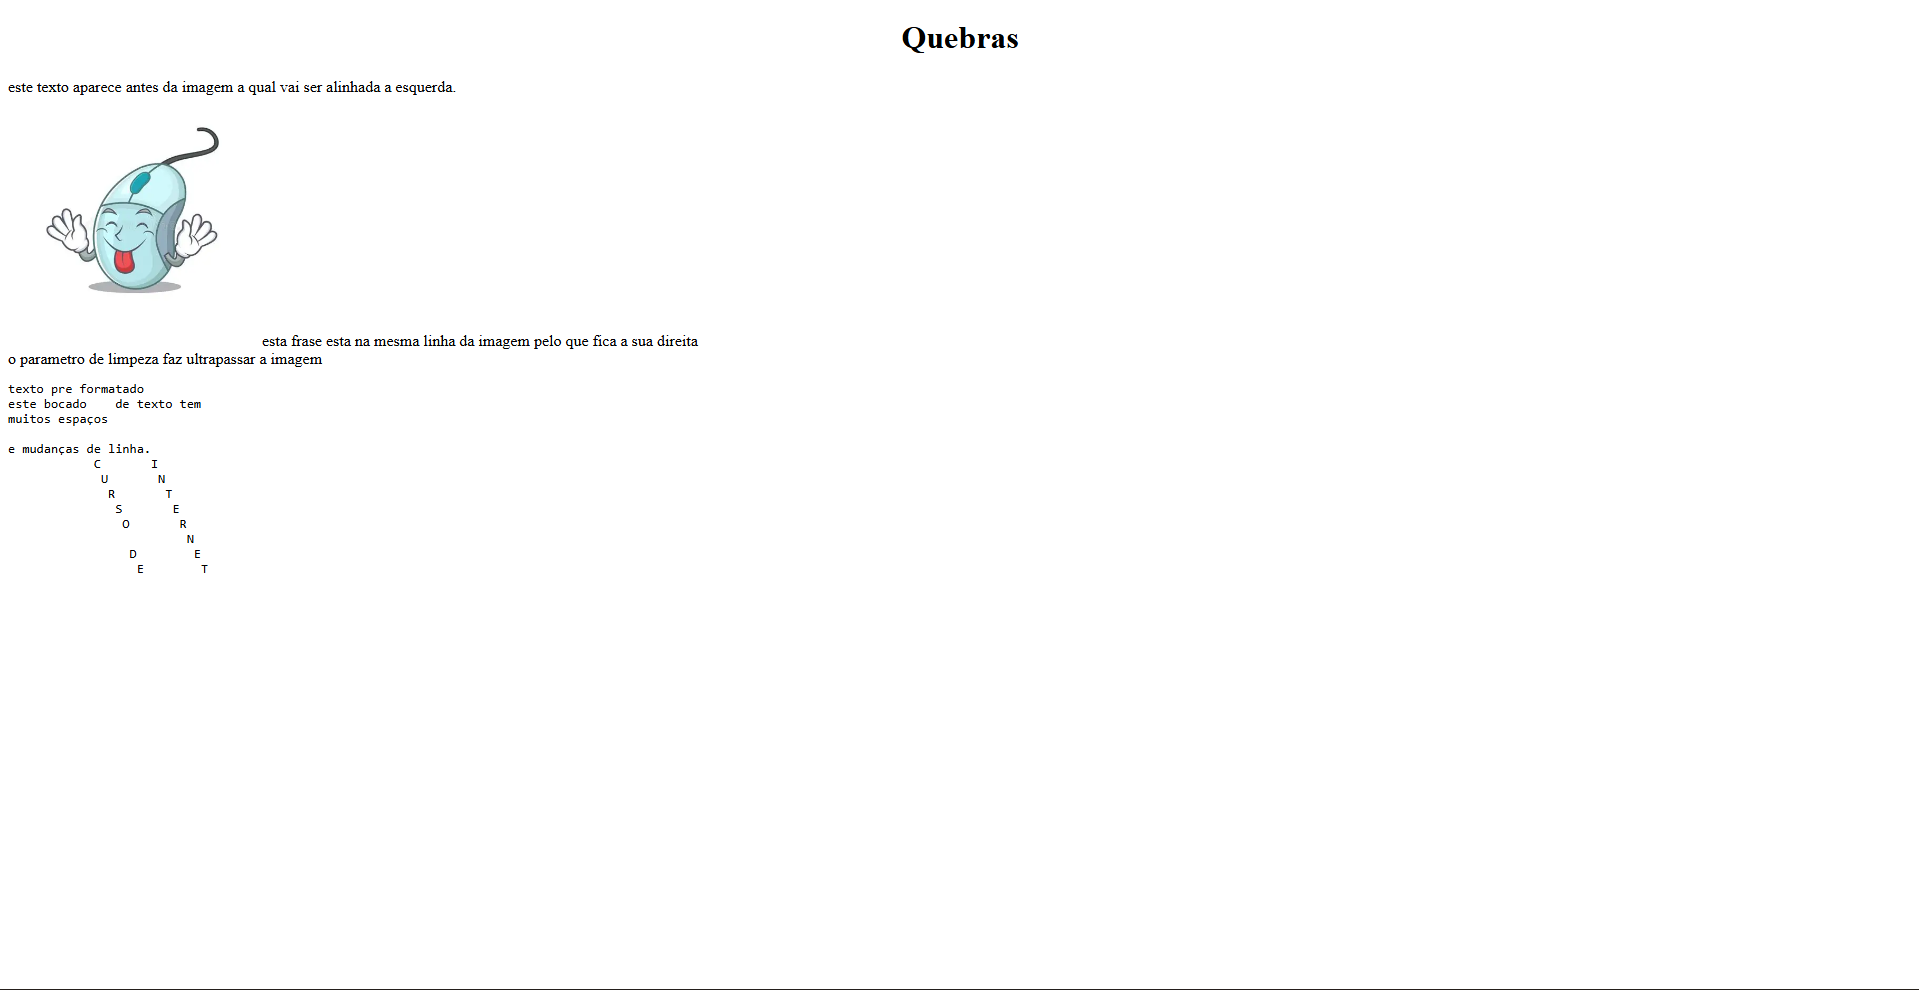 Quebras
este texto aparece antes da imagem a qual vai ser alinhada a esquerda.
esta frase esta na mesma linha da imagem pelo que fica a sua direita
o parametro de limpeza faz ultrapassar a imagem
texto pre formatado
este bocado    de texto tem
muitos espaços

e mudanças de linha.
            C       I
             U       N
              R       T
               S       E
                O       R
                         N
                 D        E
                  E        T